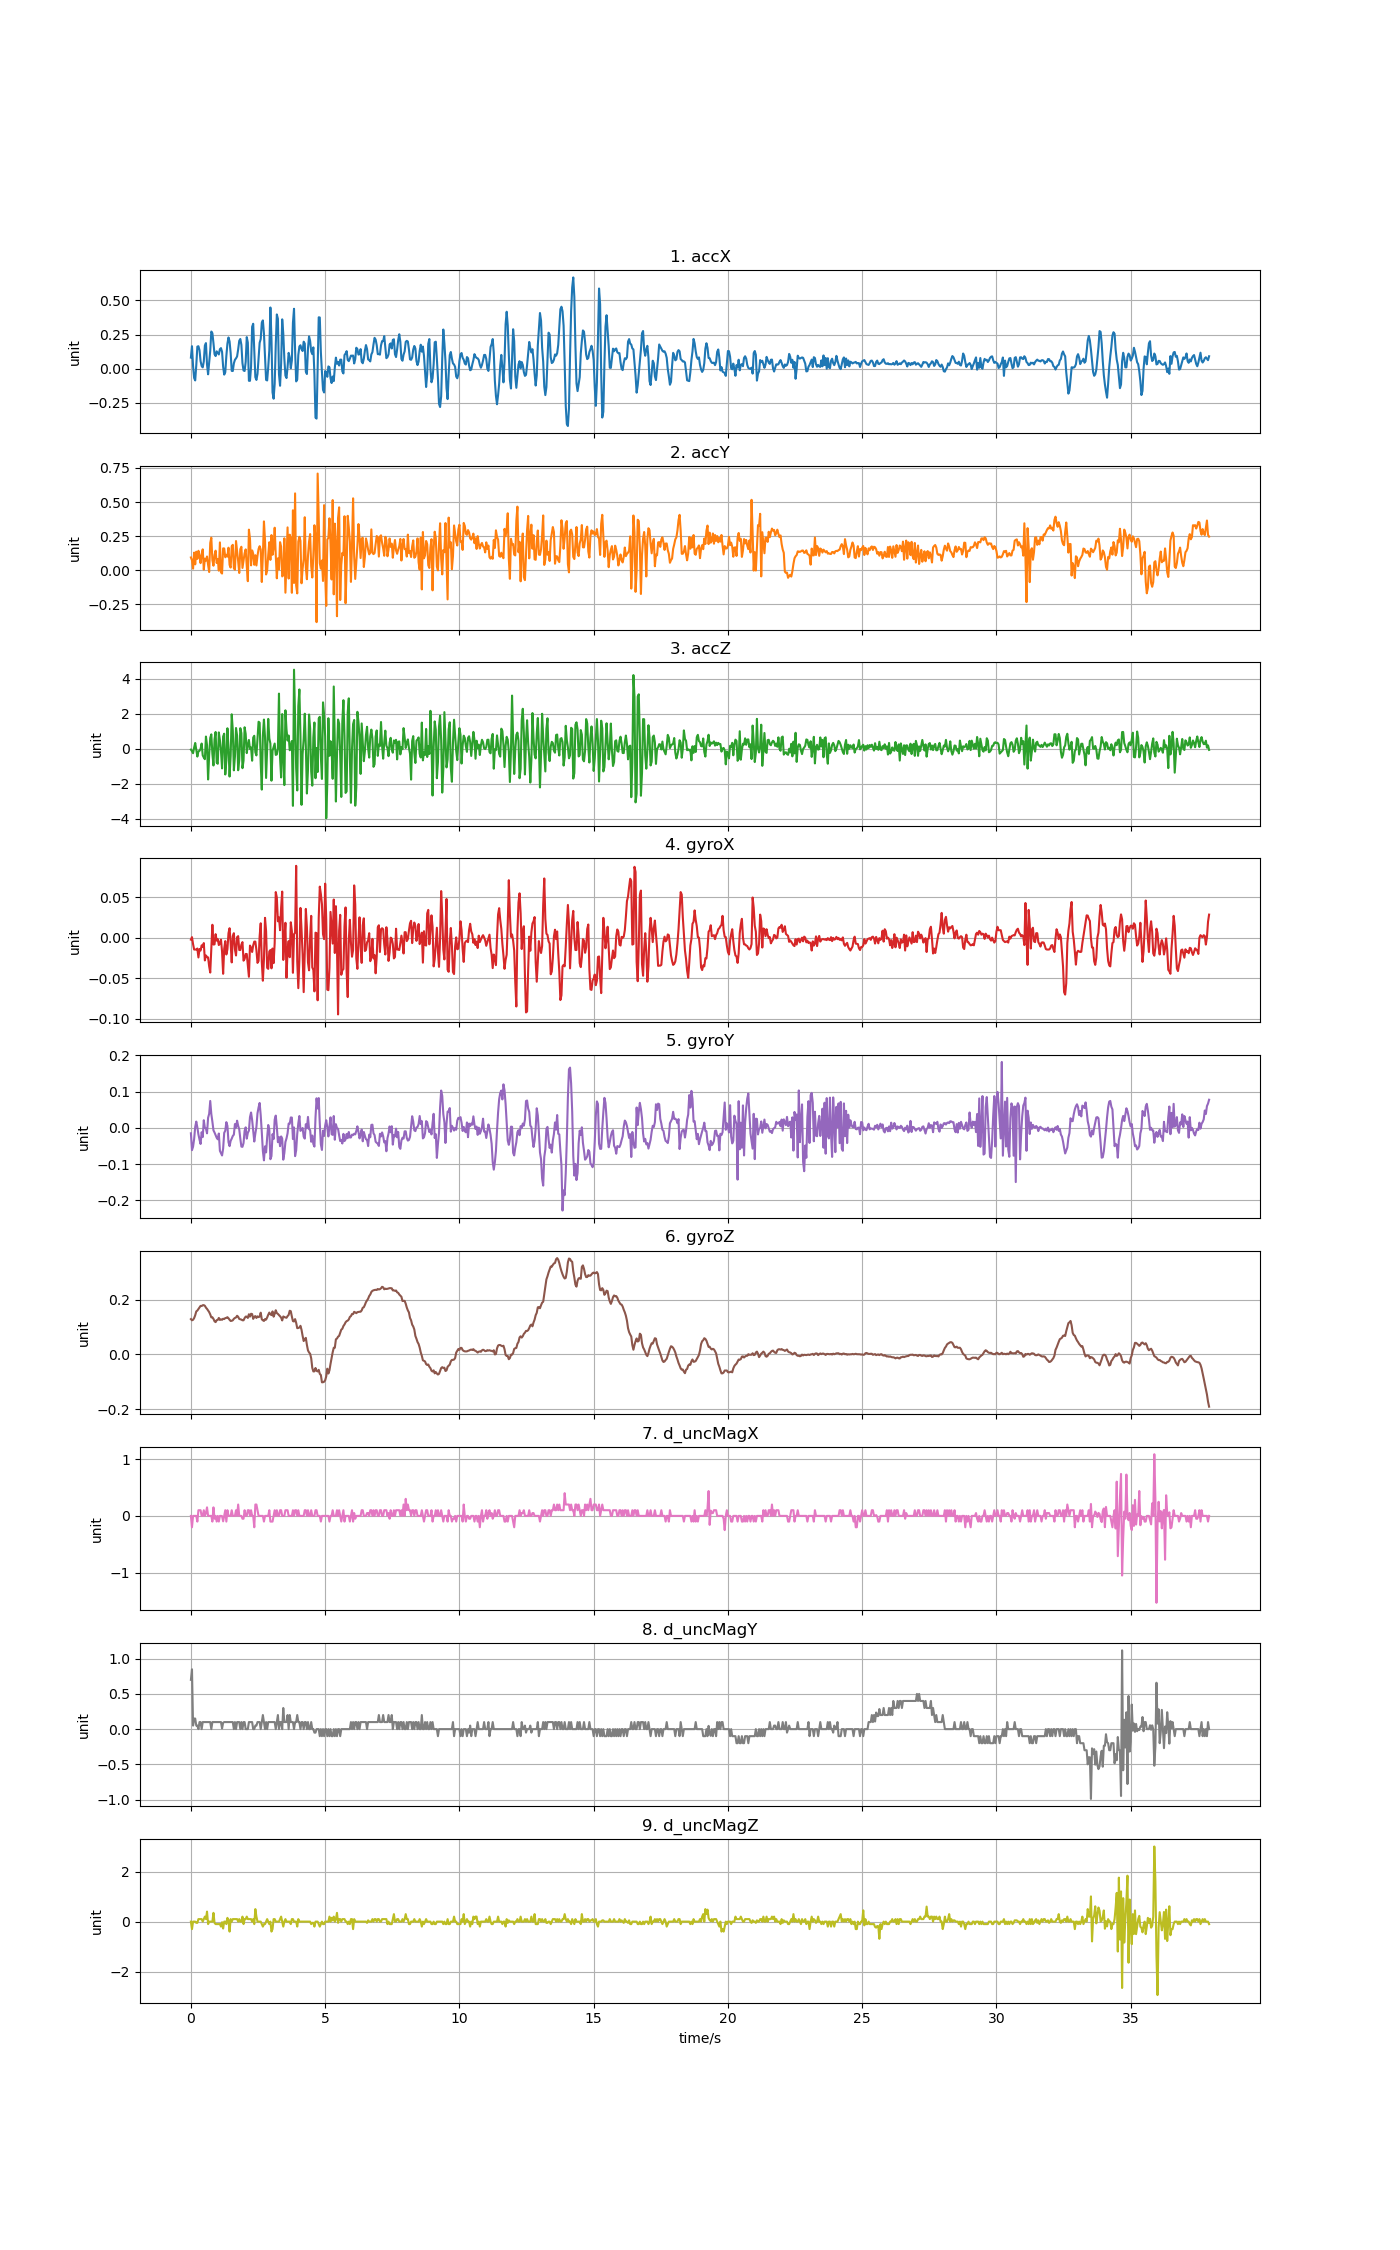 1. accX
0.50
0.25
0.00
−0.25
unit
2. accY
0.75
0.50
0.25
0.00
−0.25
unit
3. accZ
4
2
0
−2
−4
unit
4. gyroX
0.05
0.00
−0.05
−0.10
unit
5. gyroY
0.2
0.1
0.0
−0.1
−0.2
unit
6. gyroZ
0.2
0.0
−0.2
unit
7. d_uncMagX
1
0
−1
unit
8. d_uncMagY
1.0
0.5
0.0
−0.5
−1.0
unit
9. d_uncMagZ
2
0
−2
unit
0 5 10 15 20 25 30 35
time/s